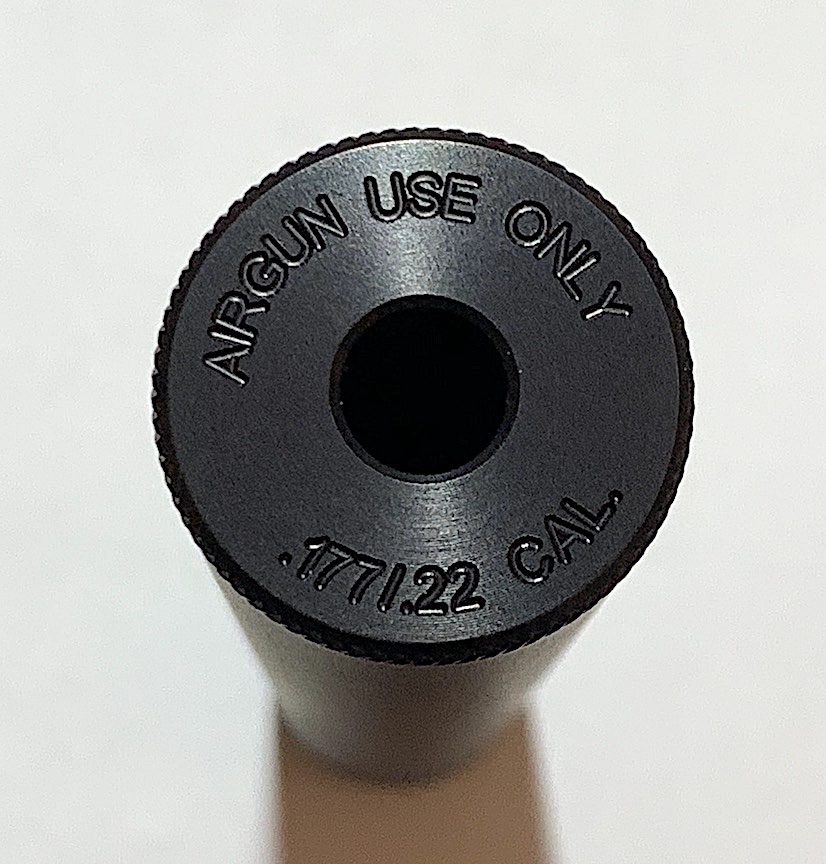 AIRGUN USE ONLY
.177/.22 CAL.